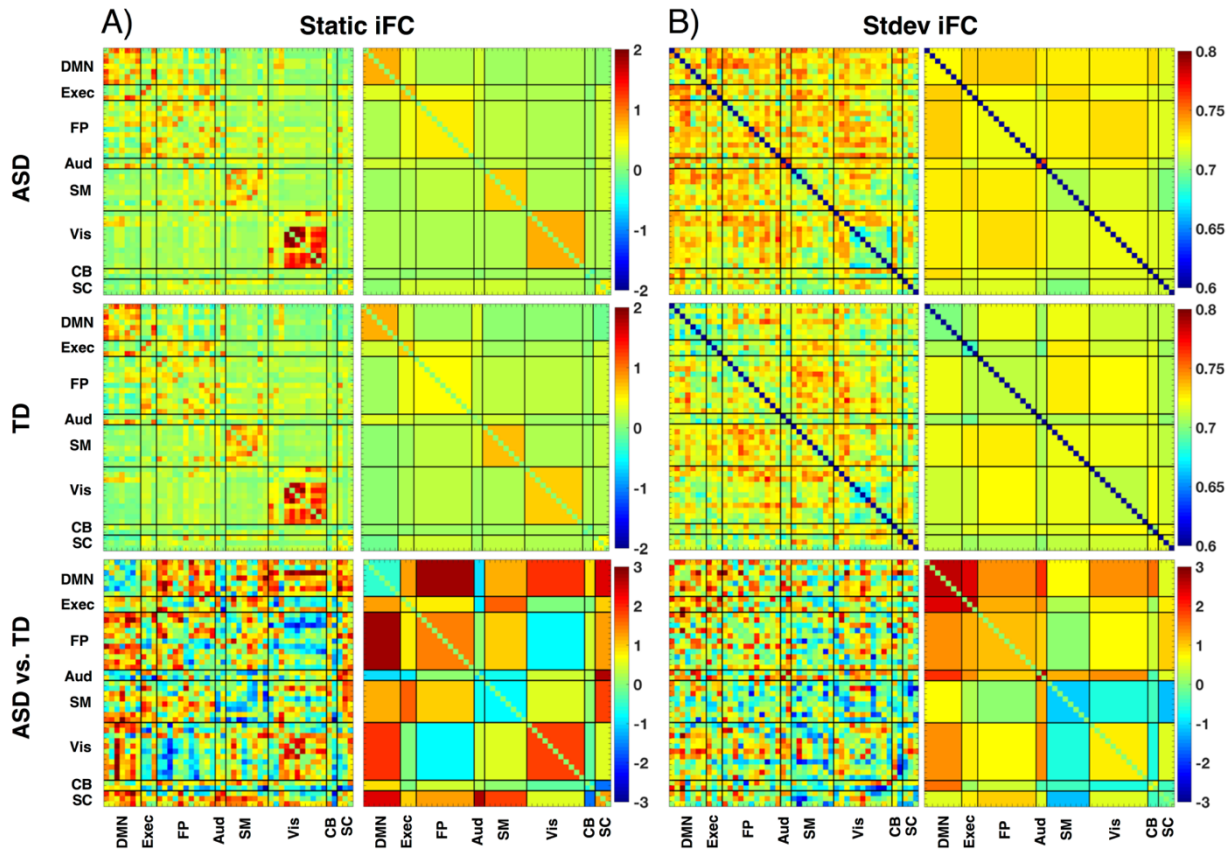 A) Static iFC
B) Stdev iFC
ASD
DMN
Exec
FP
Aud
SM
Vis
CB
SC
2
1
0
-1
-2
0.8
0.75
0.7
0.65
0.6
TD
DMN
Exec
FP
Aud
SM
Vis
CB
SC
2
1
0
-1
-2
0.8
0.75
0.7
0.65
0.6
ASD vs. TD
DMN
Exec
FP
Aud
SM
Vis
CB
SC
3
2
1
0
-1
-2
-3
3
2
1
0
-1
-2
-3
DMN Exec FP Aud SM Vis CB SC
DMN Exec FP Aud SM Vis CB SC
DMN Exec FP Aud SM Vis CB SC
DMN Exec FP Aud SM Vis CB SC